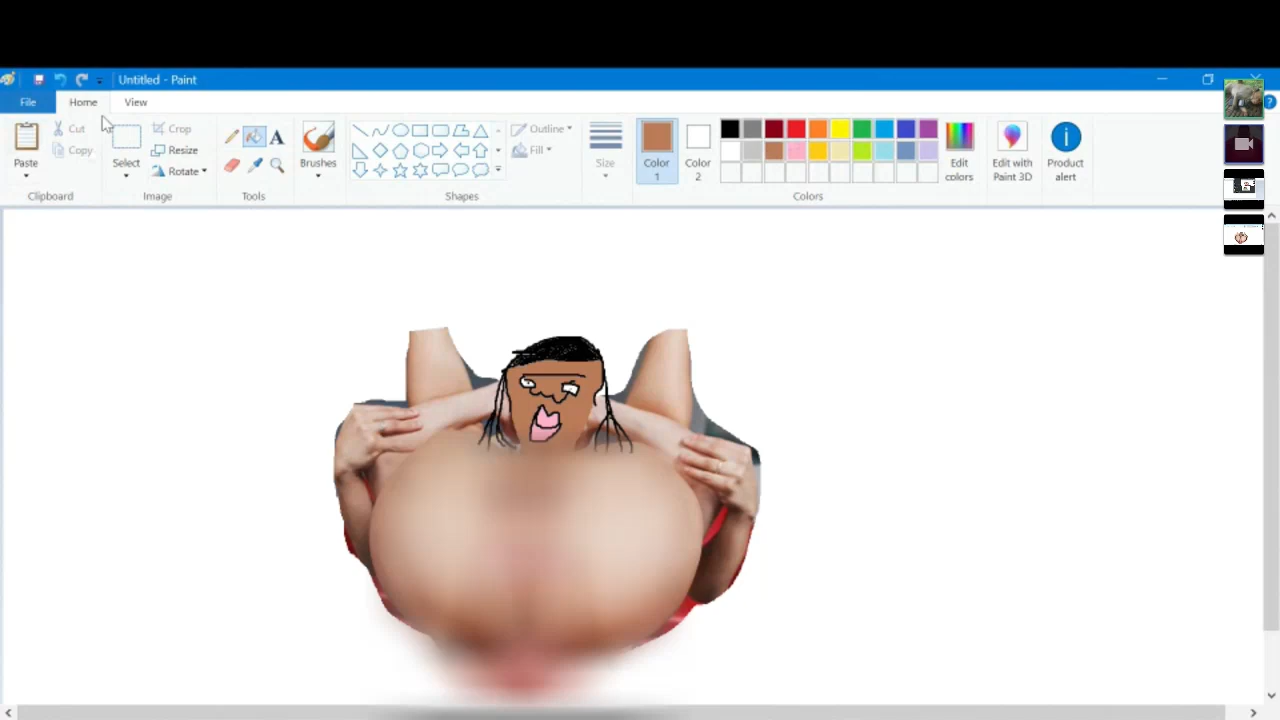 Untitled - Paint
File Home View
Paste
Cut
Copy
Clipboard
Select
Crop
Resize
Rotate
Image
A
Tools
Brushes
Shapes
Outline
Fill
Size
Color
1
Color
2
Colors
Edit
colors
Edit with
Paint 3D
Product
alert